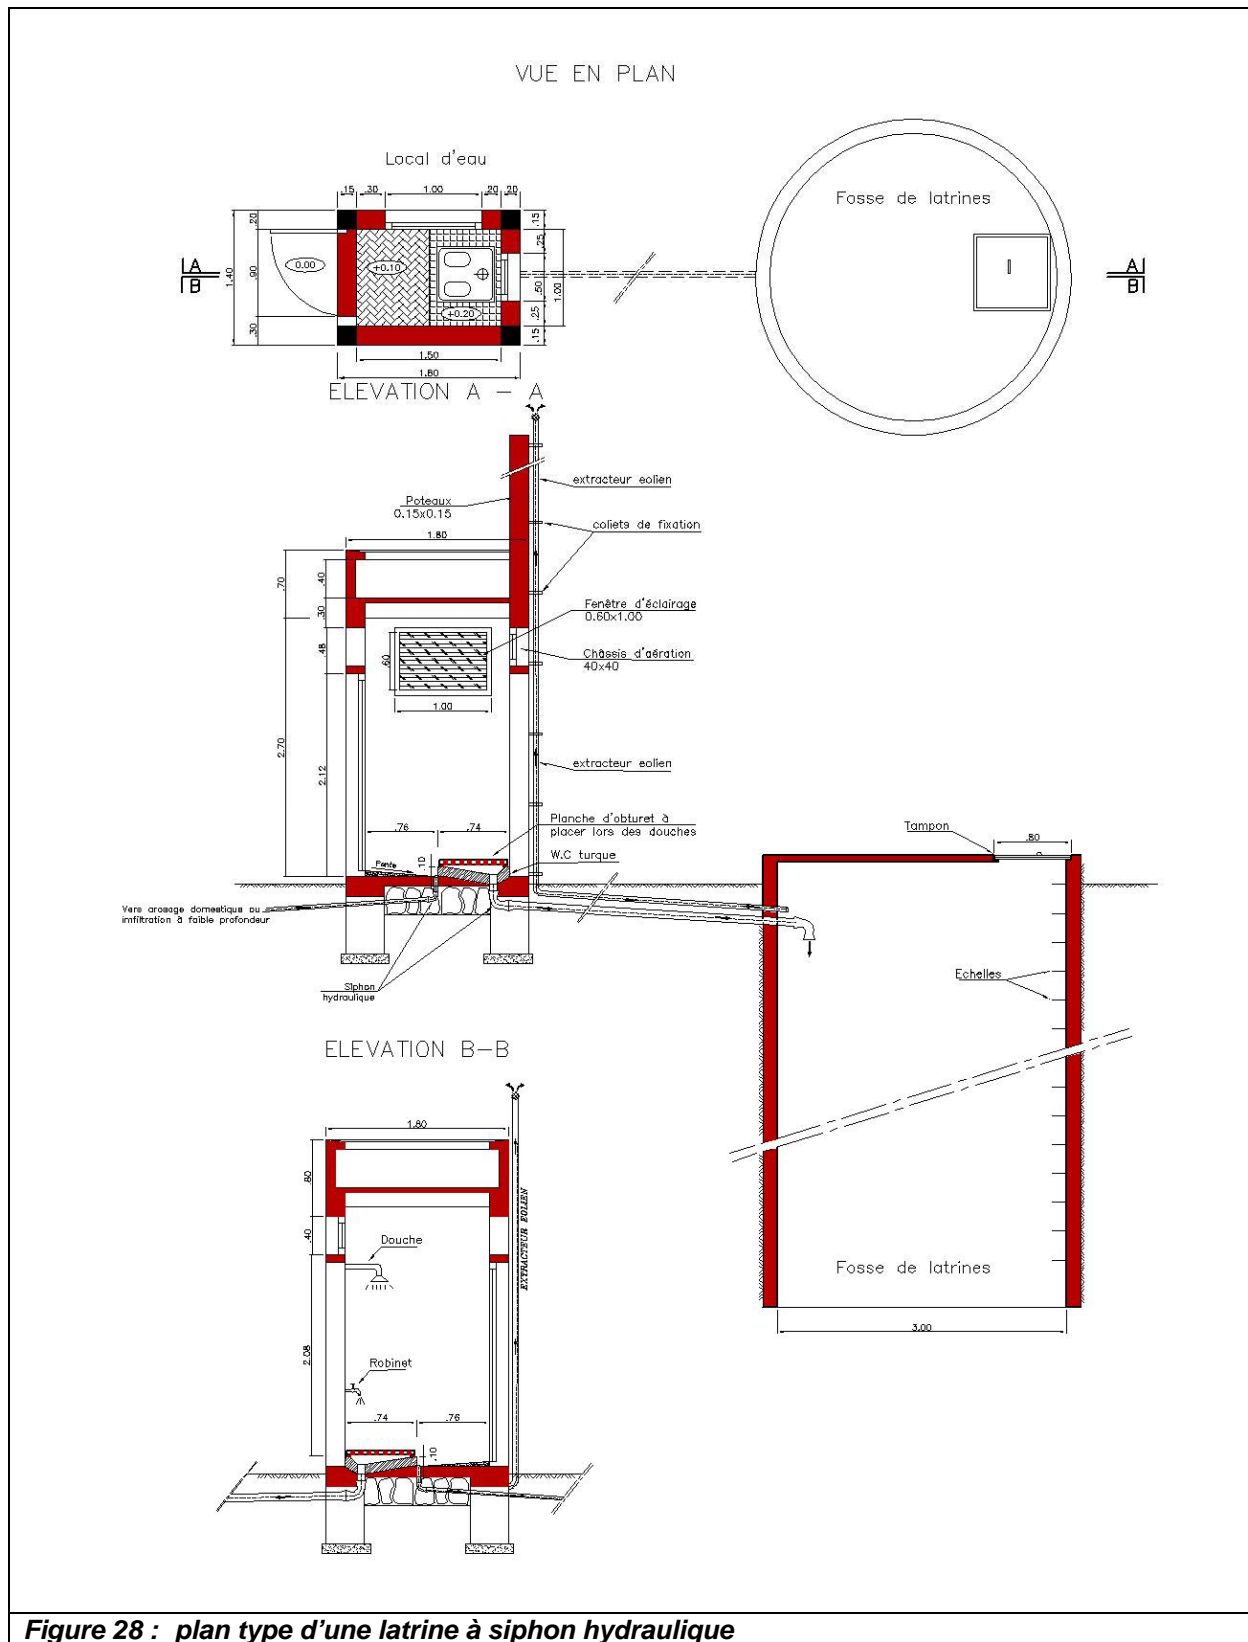 VUE EN PLAN
Local d'eau
.15 .30 1.00 .20 .20
Fosse de latrines
.20
.90
.30
1.40
0.00
+0.10
+0.20
.15
.25
.50
.25
.15
1.00
A
B
A
B
1.50
1.80
ELEVATION A - A
extracteur eolien
Poteaux
0.15x0.15
coliets de fixation
1.80
.70
.40
.30
Fenêtre d'éclairage
0.60x1.00
.48
.60
Châssis d'aération
40x40
1.00
2.70
2.12
extracteur eolien
Planche d'obturet à
placer lors des douches
.76 .74
W.C turque
Pente
.10
Tampon
.80
Vers arosage domestique ou
infiltration à faible profondeur
Siphon
hydraulique
Echelles
ELEVATION B-B
1.80
.80
.40
EXTRACTEUR EOLIEN
Douche
Fosse de latrines
3.00
2.08
Robinet
.74 .76
.10
Figure 28 : plan type d'une latrine à siphon hydraulique